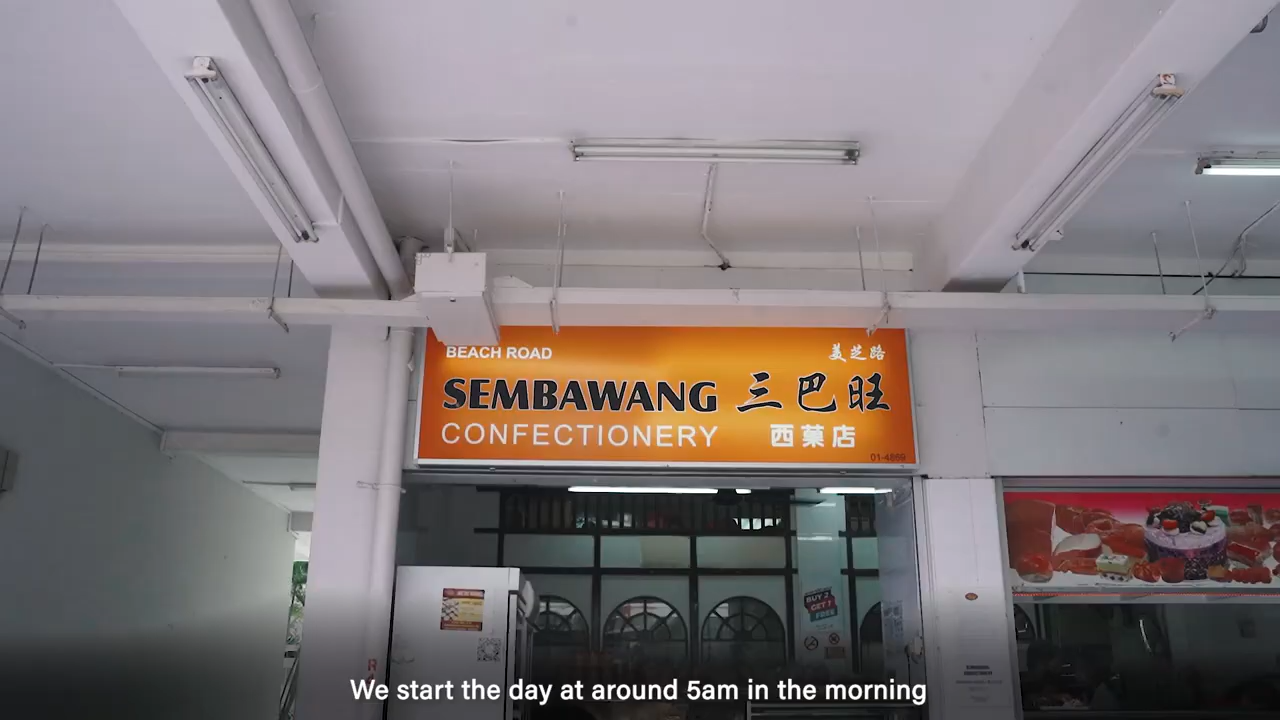 BEACH ROAD
美芝路
SEMBAWANG 三巴旺
CONFECTIONERY 西菓店
01-4869
BUY 2
GET 1
FREE
We start the day at around 5am in the morning